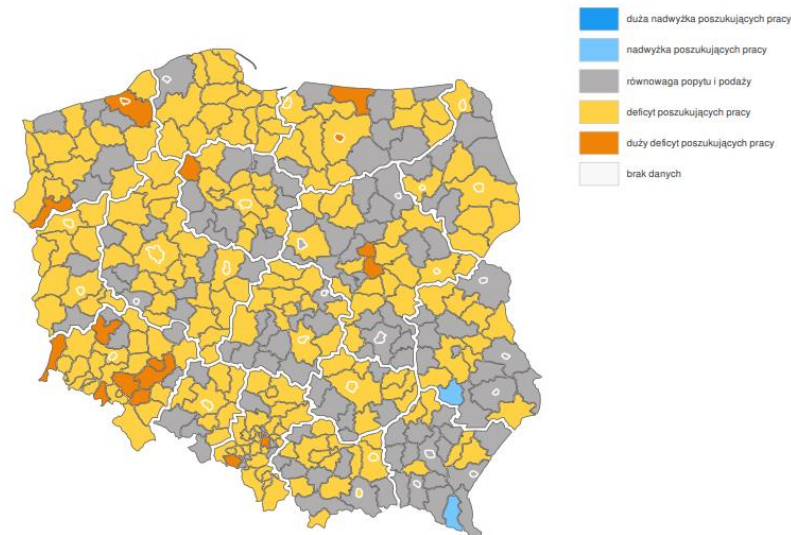 duża nadwyżka poszukujących pracy
nadwyżka poszukujących pracy
równowaga popytu i podaży
deficyt poszukujących pracy
duży deficyt poszukujących pracy
brak danych